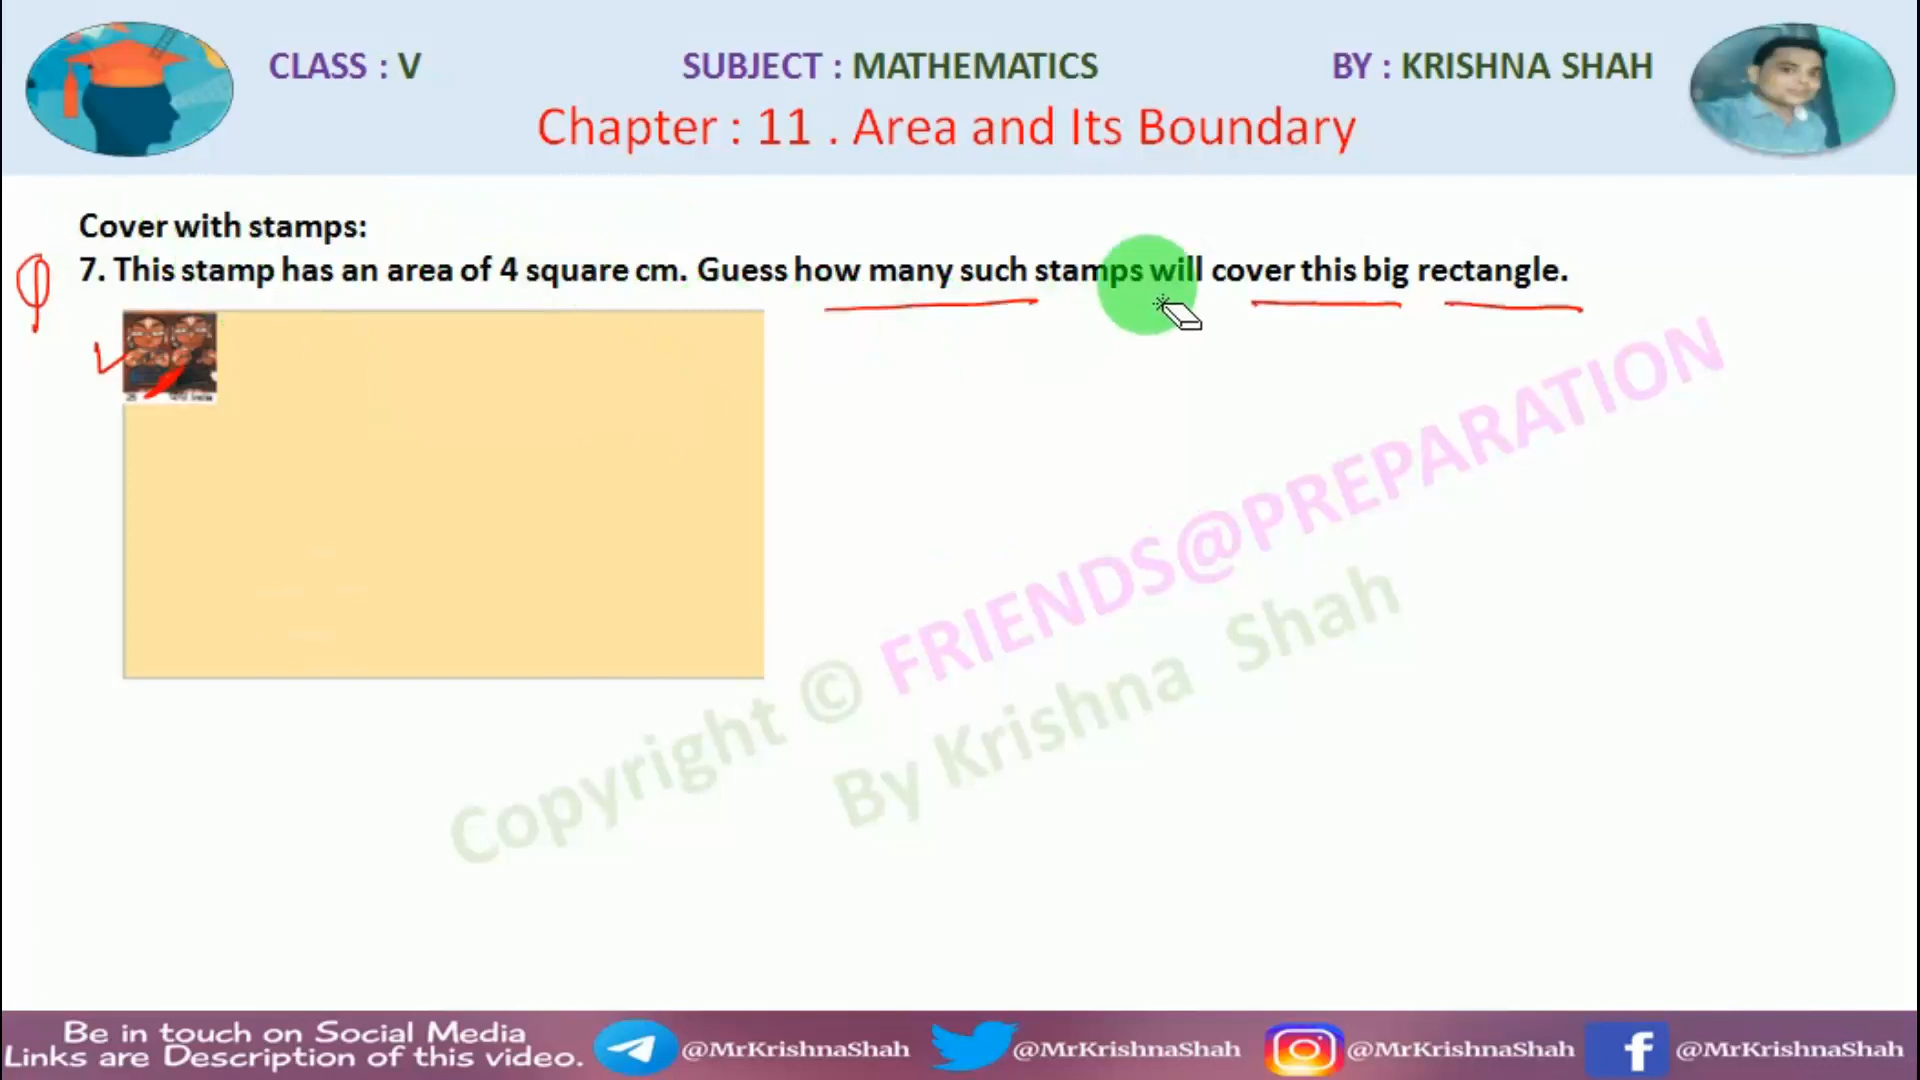 CLASS : V
SUBJECT : MATHEMATICS
BY : KRISHNA SHAH
Chapter : 11 . Area and Its Boundary
Cover with stamps:
7. This stamp has an area of 4 square cm. Guess how many such stamps will cover this big rectangle.
Copyright © FRIENDS@PREPARATION
By Krishna Shah
Be in touch on Social Media
Links are Description of this video.
@MrKrishnaShah
@MrKrishnaShah
@MrKrishnaShah
@MrKrishnaShah